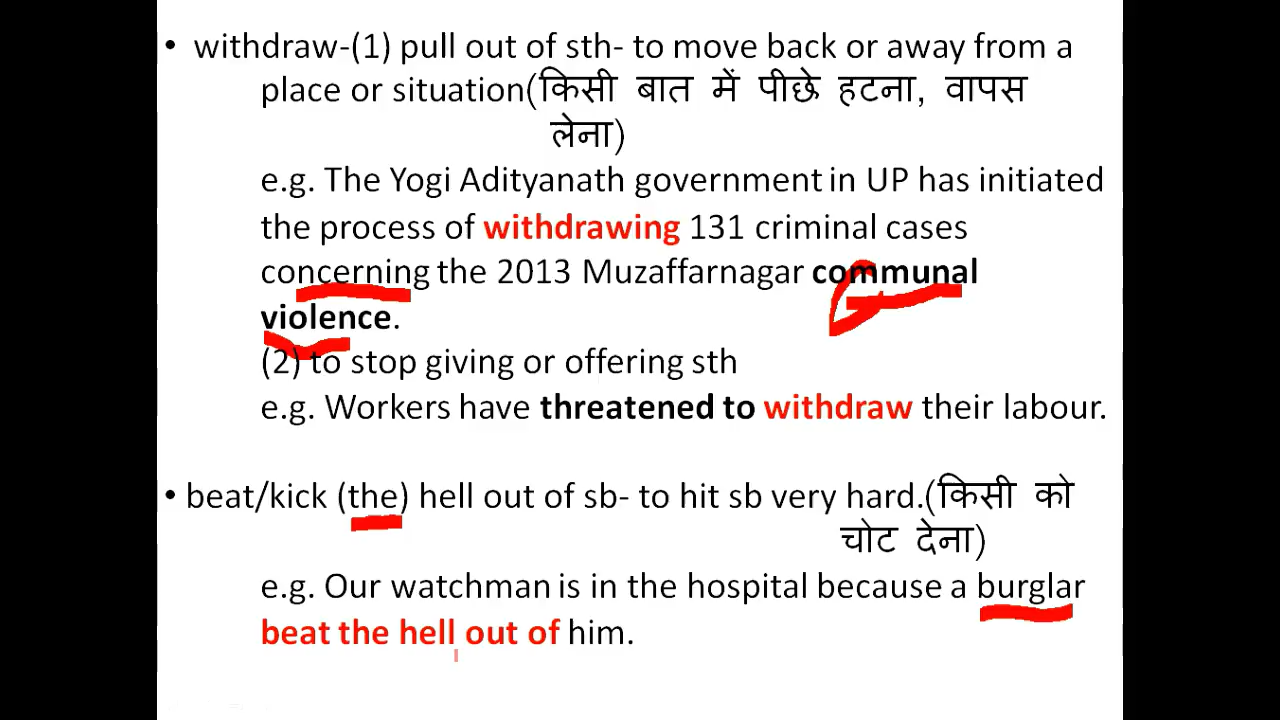 • withdraw-(1) pull out of sth- to move back or away from a
place or situation(किसी बात में पीछे हटना, वापस
लेना)
e.g. The Yogi Adityanath government in UP has initiated
the process of withdrawing 131 criminal cases
concerning the 2013 Muzaffarnagar communal
violence.
(2) to stop giving or offering sth
e.g. Workers have threatened to withdraw their labour.
• beat/kick (the) hell out of sb- to hit sb very hard.(किसी को
चोट देना)
e.g. Our watchman is in the hospital because a burglar
beat the hell out of him.